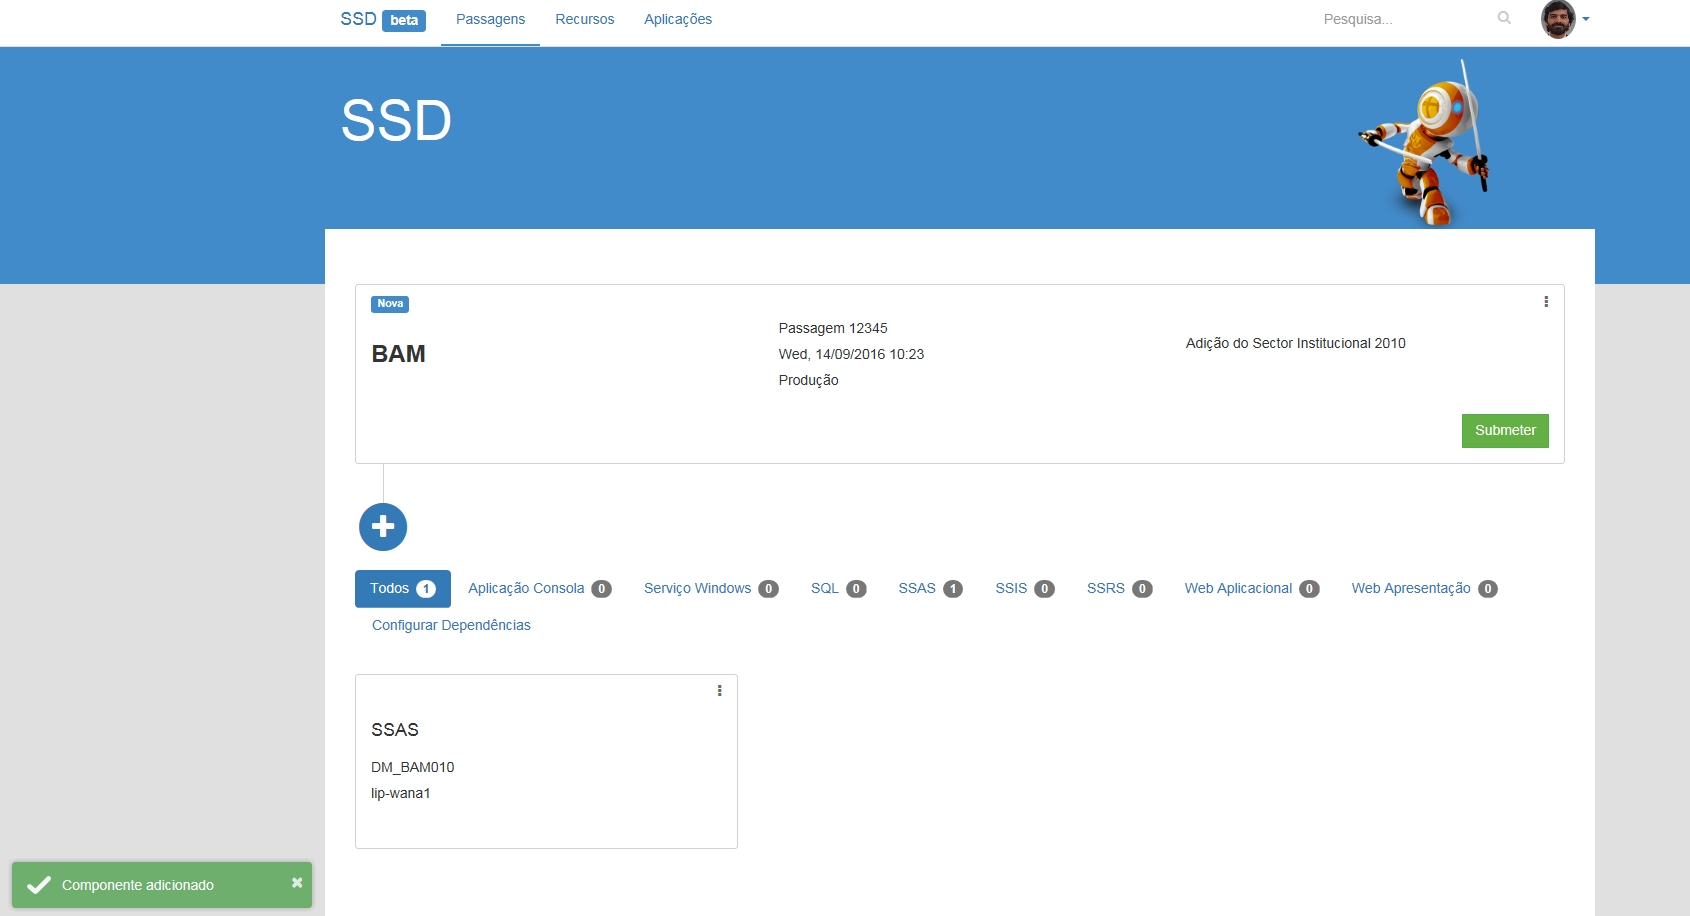 SSD beta Passagens Recursos Aplicações Pesquisa...
SSD
Nova
BAM
Passagem 12345
Wed, 14/09/2016 10:23
Produção
Adição do Sector Institucional 2010
Submeter
Todos 1 Aplicação Consola 0 Serviço Windows 0 SQL 0 SSAS 1 SSIS 0 SSRS 0 Web Aplicacional 0 Web Apresentação 0
Configurar Dependências
SSAS
DM_BAM010
lip-wana1
Componente adicionado